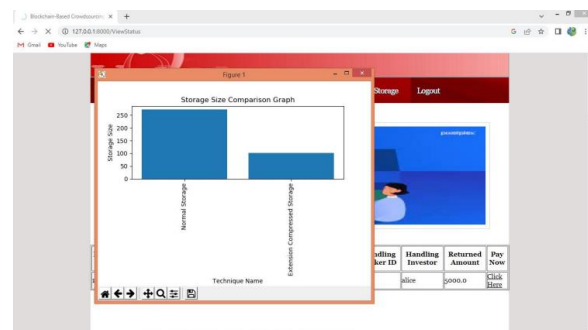 Blockchain-Based Crowdsourcing
127.0.0.1:8000/ViewStatus
Gmail YouTube Maps
Figure 1
Storage Logout
Storage Size Comparison Graph
Storage Size
250
200
150
100
50
0
Normal Storage
Extension Compressed Storage
Technique Name
Handling Investor
Returned Amount
Pay Now
alice
5000.0
Click Here